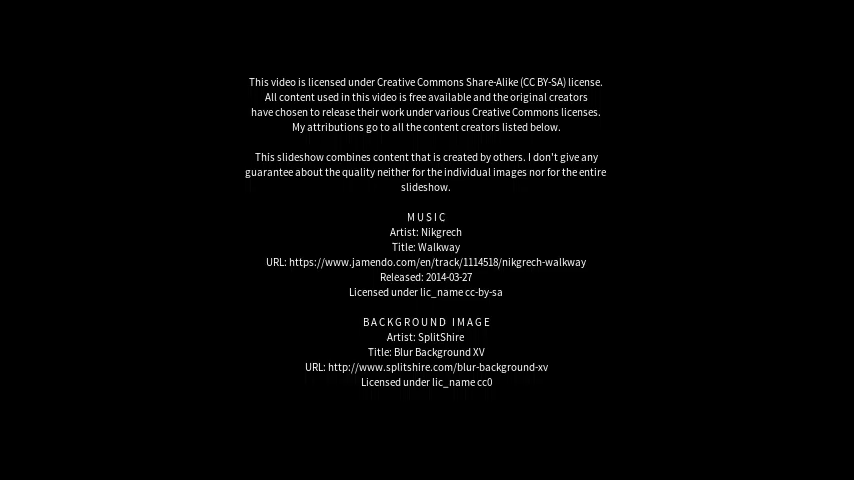 This video is licensed under Creative Commons Share-Alike (CC BY-SA) license.
All content used in this video is free available and the original creators
have chosen to release their work under various Creative Commons licenses.
My attributions go to all the content creators listed below.
This slideshow combines content that is created by others. I don't give any
guarantee about the quality neither for the individual images nor for the entire
slideshow.
M U S I C
Artist: Nikgrech
Title: Walkway
URL: https://www.jamendo.com/en/track/1114518/nikgrech-walkway
Released: 2014-03-27
Licensed under lic_name cc-by-sa
B A C K G R O U N D  I M A G E
Artist: SplitShire
Title: Blur Background XV
URL: http://www.splitshire.com/blur-background-xv
Licensed under lic_name cc0